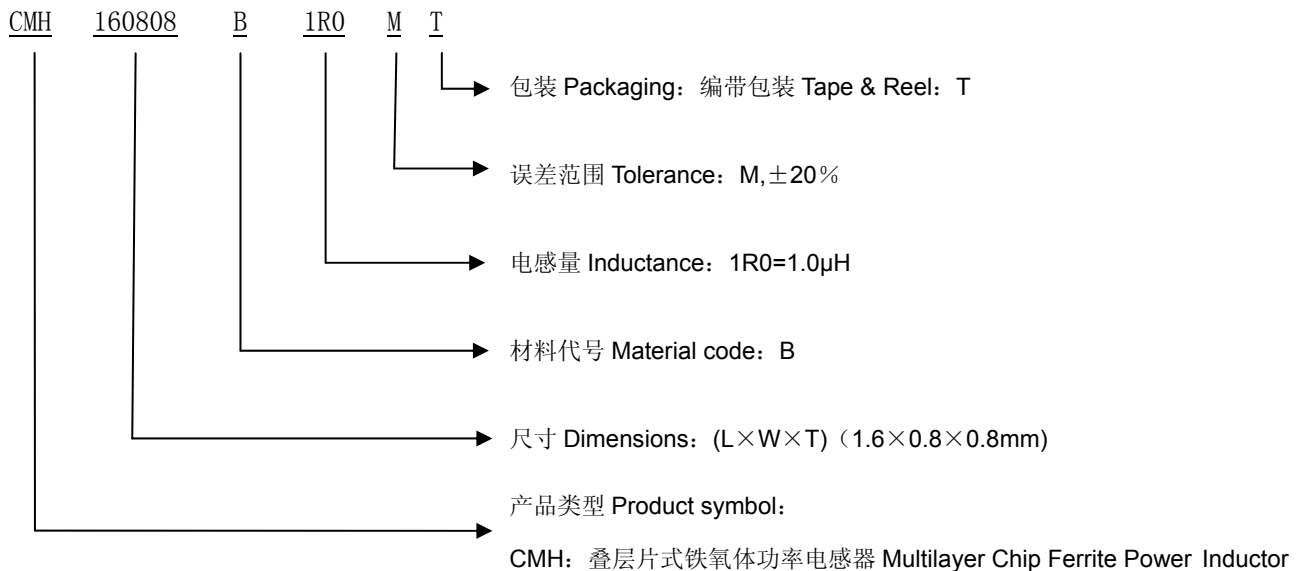 CMH 160808 B 1R0 M T
包装 Packaging：编带包装 Tape & Reel：T
误差范围 Tolerance：M,±20％
电感量 Inductance：1R0=1.0μH
材料代号 Material code：B
尺寸 Dimensions：(L×W×T)（1.6×0.8×0.8mm)
产品类型 Product symbol：
CMH：叠层片式铁氧体功率电感器 Multilayer Chip Ferrite Power Inductor